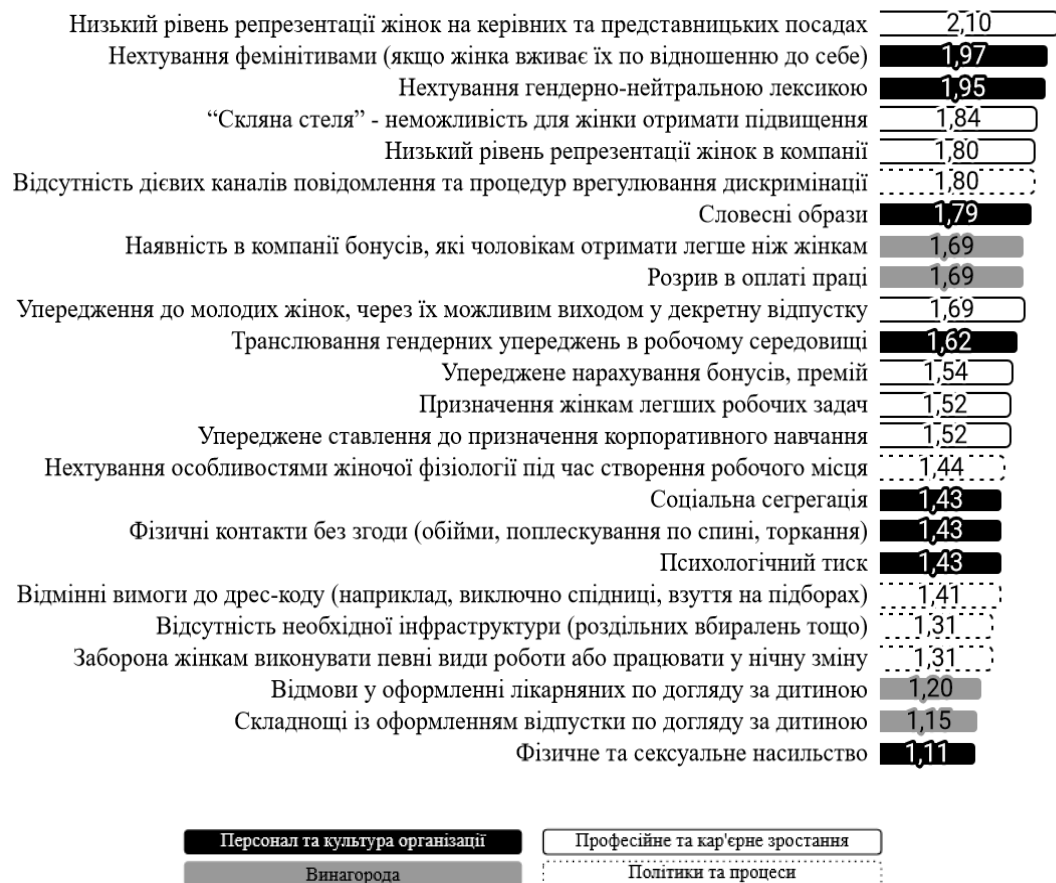 Низький рівень репрезентації жінок на керівних та представницьких посадах 2,10
Нехтування фемінітивами (якщо жінка вживає їх по відношенню до себе) 1,97
Нехтування гендерно-нейтральною лексикою 1,95
“Скляна стеля” - неможливість для жінки отримати підвищення 1,84
Низький рівень репрезентації жінок в компанії 1,80
Відсутність дієвих каналів повідомлення та процедур врегулювання дискримінації 1,80
Словесні образи 1,79
Наявність в компанії бонусів, які чоловікам отримати легше ніж жінкам 1,69
Розрив в оплаті праці 1,69
Упередження до молодих жінок, через їх можливим виходом у декретну відпустку 1,69
Транслювання гендерних упереджень в робочому середовищі 1,62
Упереджене нарахування бонусів, премій 1,54
Призначення жінкам легших робочих задач 1,52
Упереджене ставлення до призначення корпоративного навчання 1,52
Нехтування особливостями жіночої фізіології під час створення робочого місця 1,44
Соціальна сегрегація 1,43
Фізичні контакти без згоди (обійми, поплескування по спині, торкання) 1,43
Психологічний тиск 1,43
Відмінні вимоги до дрес-коду (наприклад, виключно спідниці, взуття на підборах) 1,41
Відсутність необхідної інфраструктури (роздільних вбиралень тощо) 1,31
Заборона жінкам виконувати певні види роботи або працювати у нічну зміну 1,31
Відмови у оформленні лікарняних по догляду за дитиною 1,20
Складнощі із оформленням відпустки по догляду за дитиною 1,15
Фізичне та сексуальне насильство 1,11
Персонал та культура організації Професійне та кар'єрне зростання
Винагорода Політики та процеси